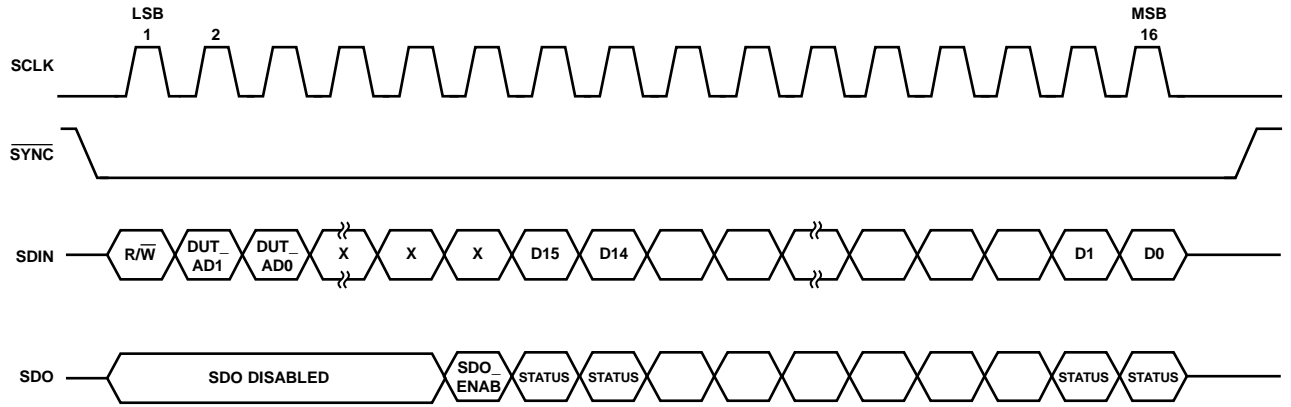 LSB MSB
1 2 16
SCLK
SYNC
SDIN R/W DUT_ AD1 DUT_ AD0 X X X D15 D14 D1 D0
SDO SDO DISABLED SDO_ ENAB STATUS STATUS STATUS STATUS